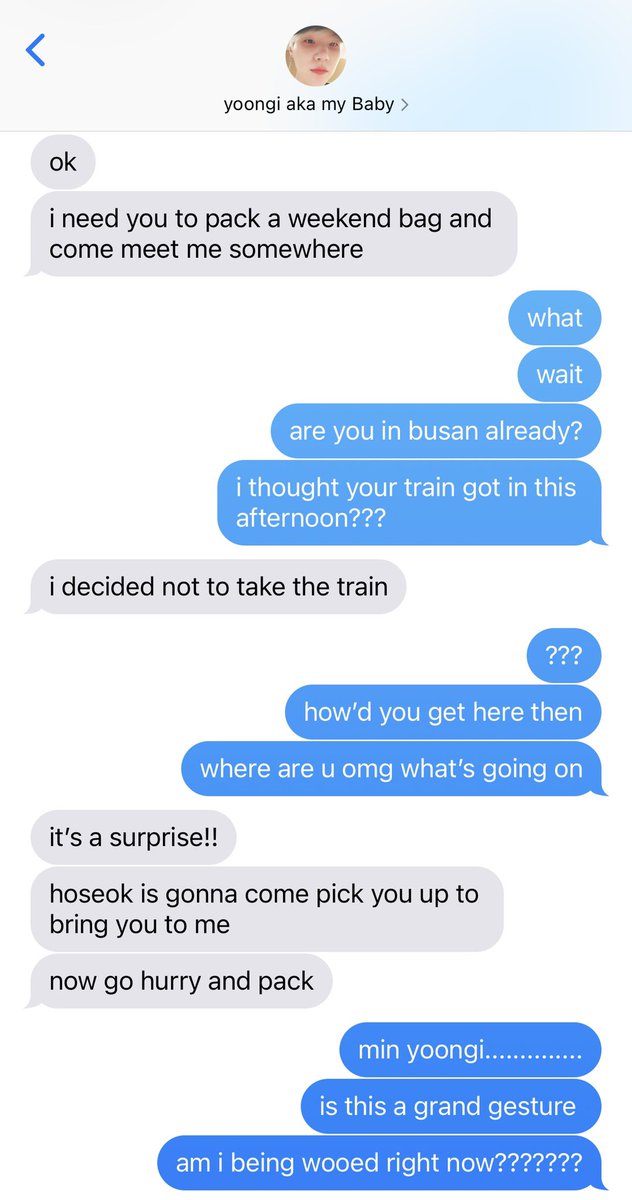 yoongi aka my Baby >
ok
i need you to pack a weekend bag and
come meet me somewhere
what
wait
are you in busan already?
i thought your train got in this
afternoon???
i decided not to take the train
???
how’d you get here then
where are u omg what’s going on
it’s a surprise!!
hoseok is gonna come pick you up to
bring you to me
now go hurry and pack
min yoongi..............
is this a grand gesture
am i being wooed right now???????